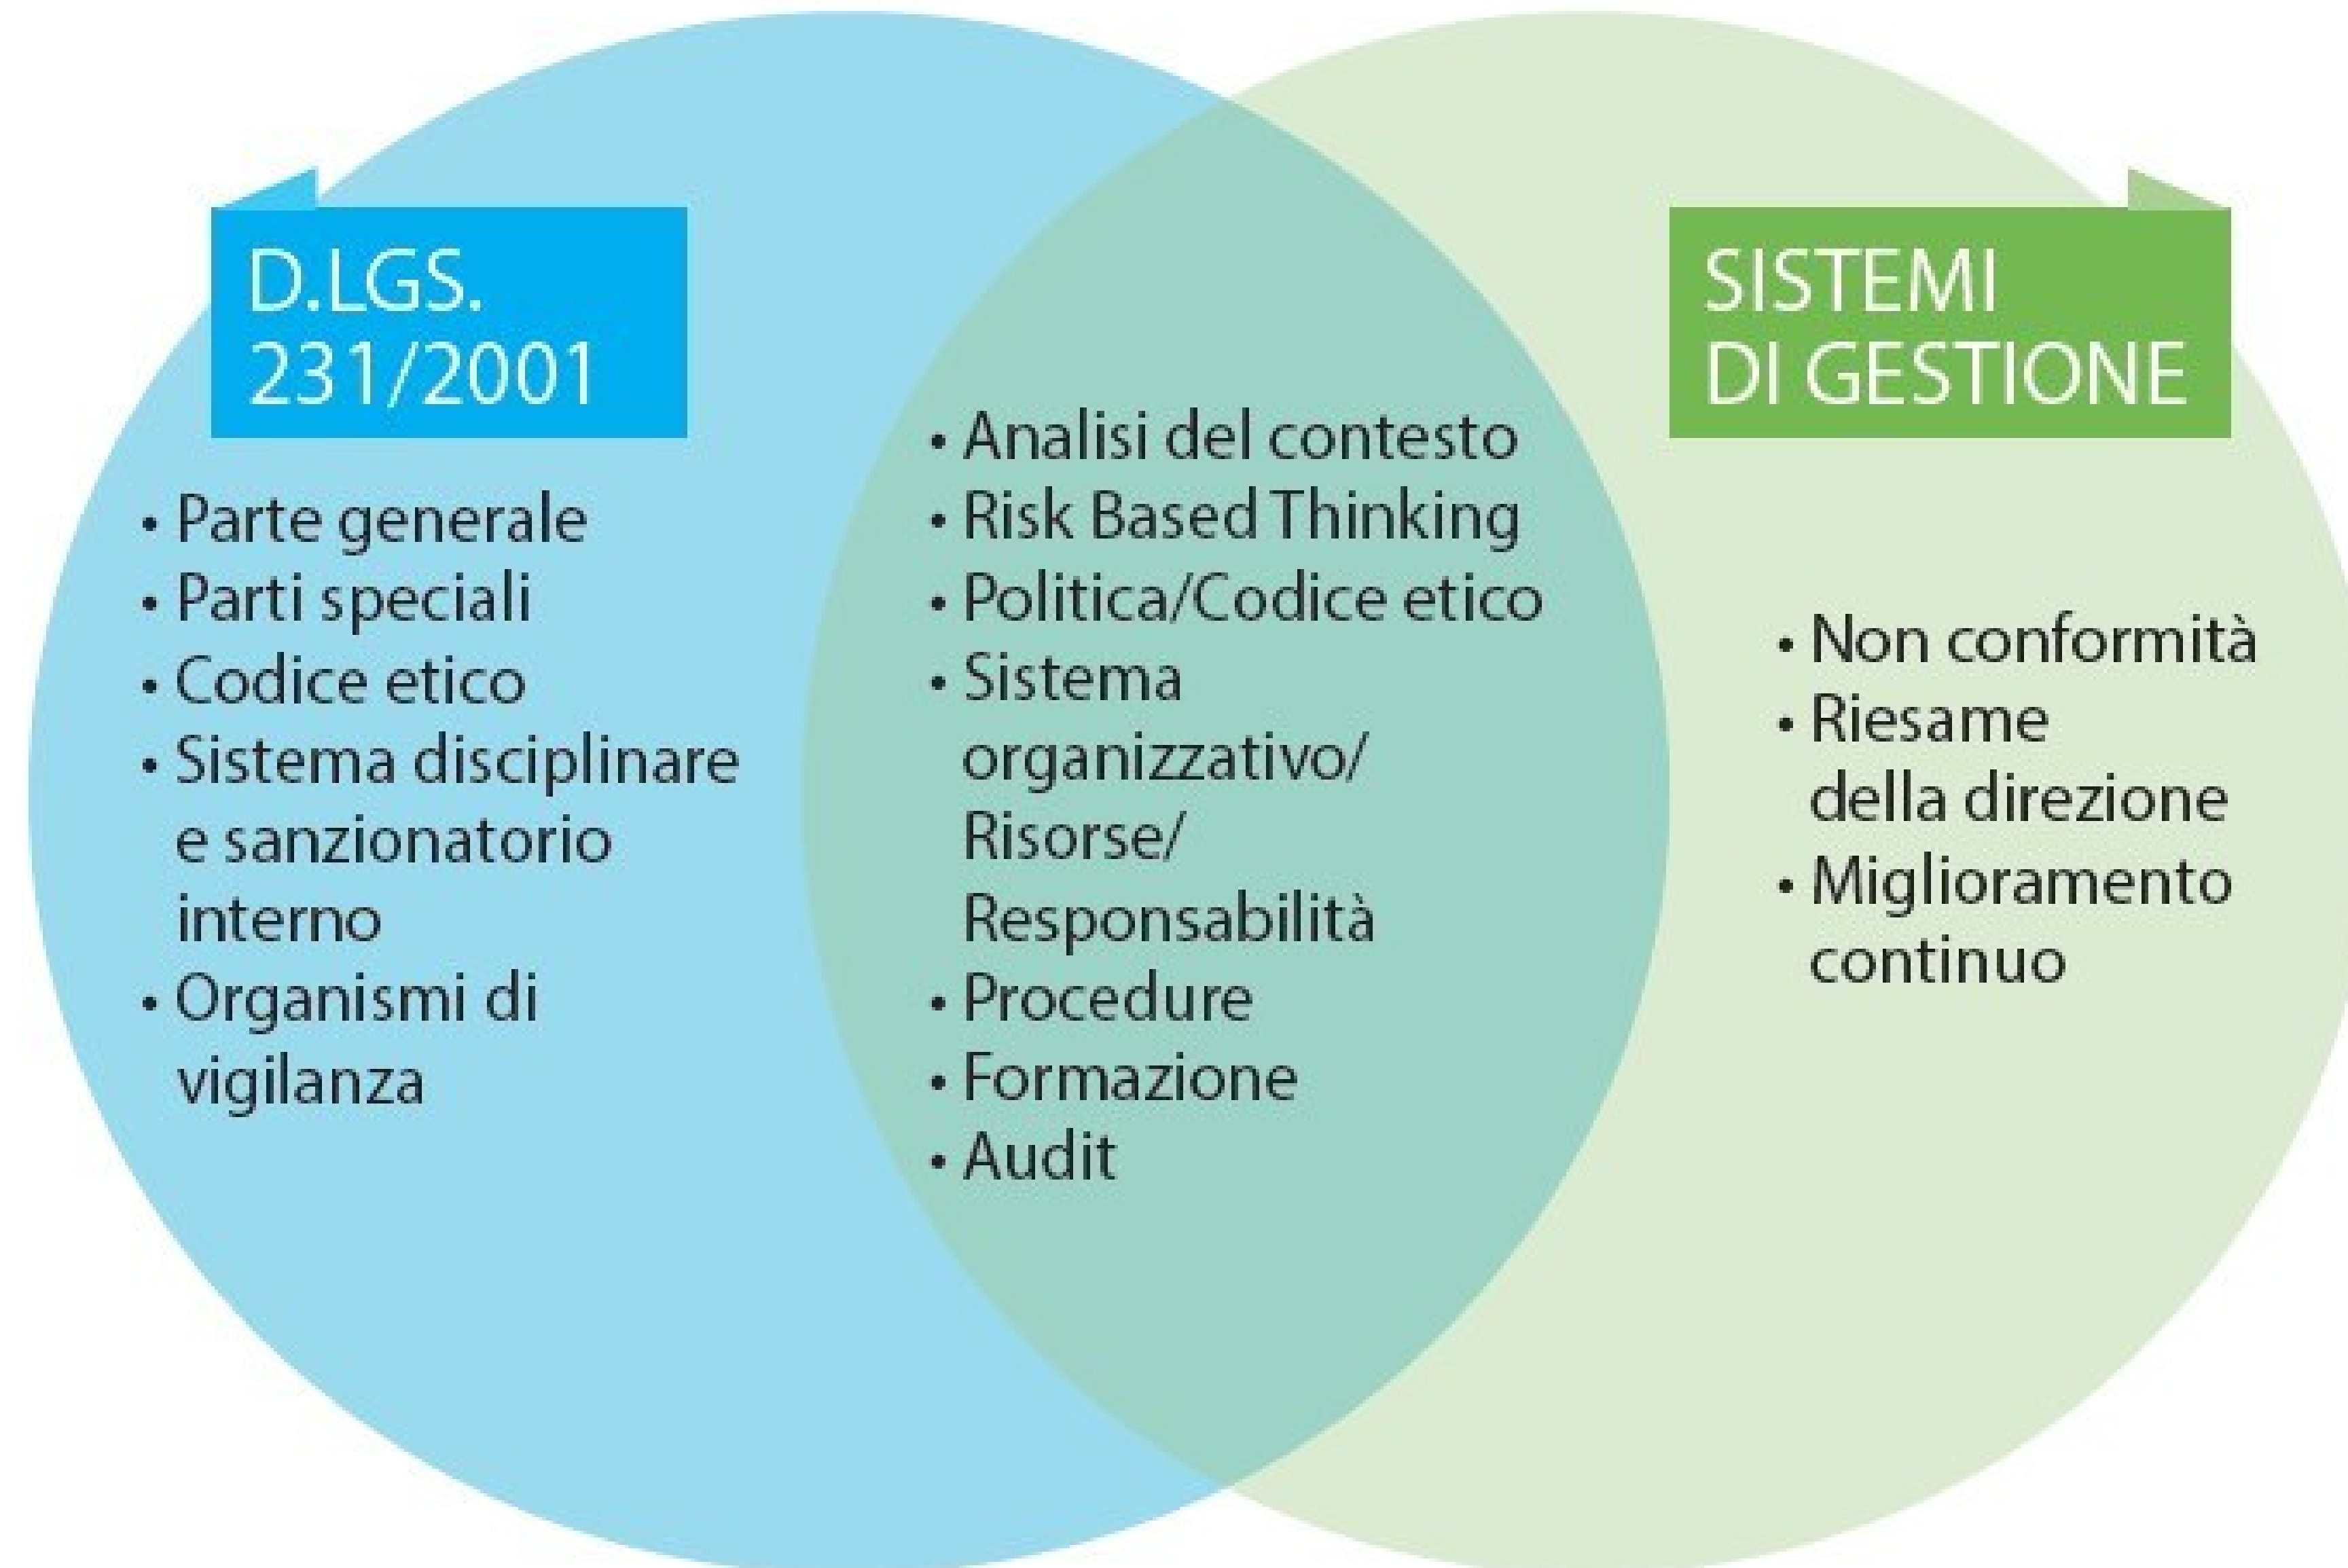 D.LGS.
231/2001
• Parte generale
• Parti speciali
• Codice etico
• Sistema disciplinare
e sanzionatorio
interno
• Organismi di
vigilanza
• Analisi del contesto
• Risk Based Thinking
• Politica/Codice etico
• Sistema
organizzativo/
Risorse/
Responsabilità
• Procedure
• Formazione
• Audit
SISTEMI
DI GESTIONE
• Non conformità
• Riesame
della direzione
• Miglioramento
continuo